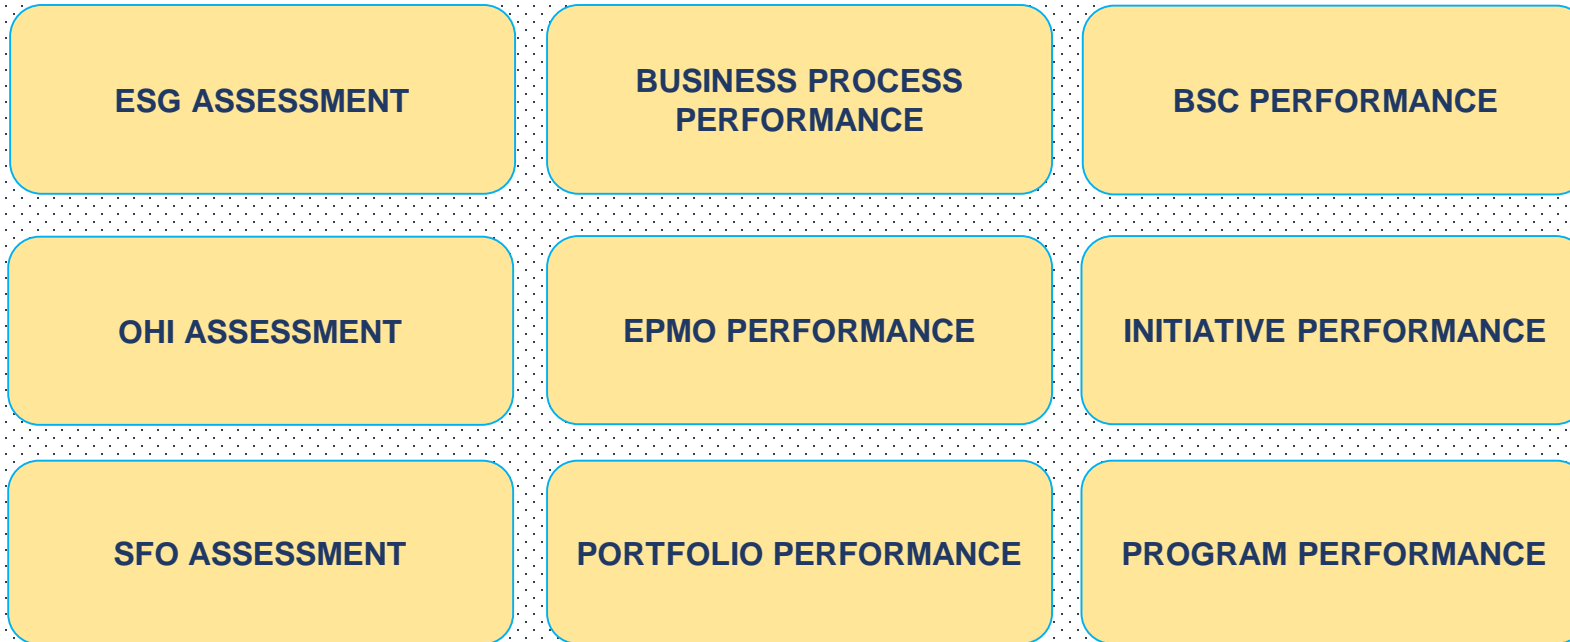 ESG ASSESSMENT
BUSINESS PROCESS
PERFORMANCE
BSC PERFORMANCE
OHI ASSESSMENT
EPMO PERFORMANCE
INITIATIVE PERFORMANCE
SFO ASSESSMENT
PORTFOLIO PERFORMANCE
PROGRAM PERFORMANCE